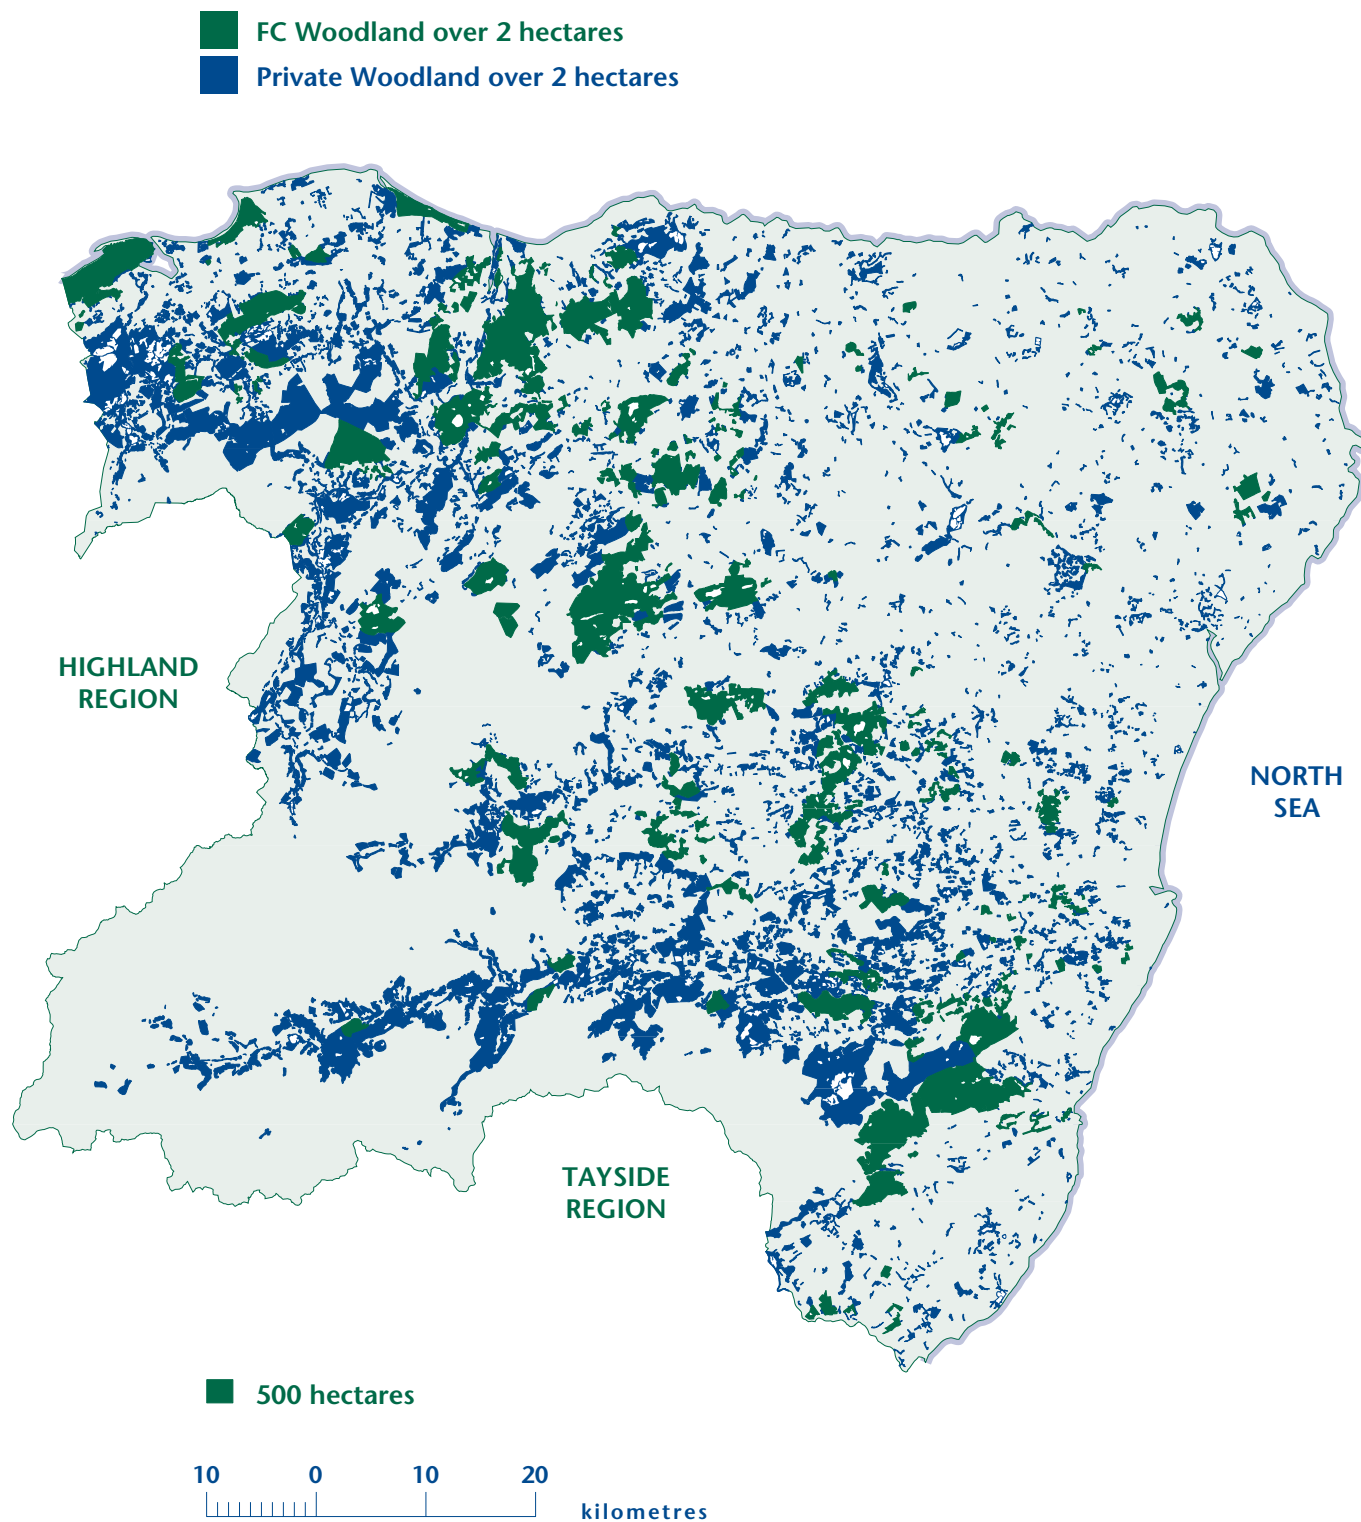 FC Woodland over 2 hectares
Private Woodland over 2 hectares
HIGHLAND
REGION
NORTH
SEA
TAYSIDE
REGION
500 hectares
10 0 10 20
kilometres